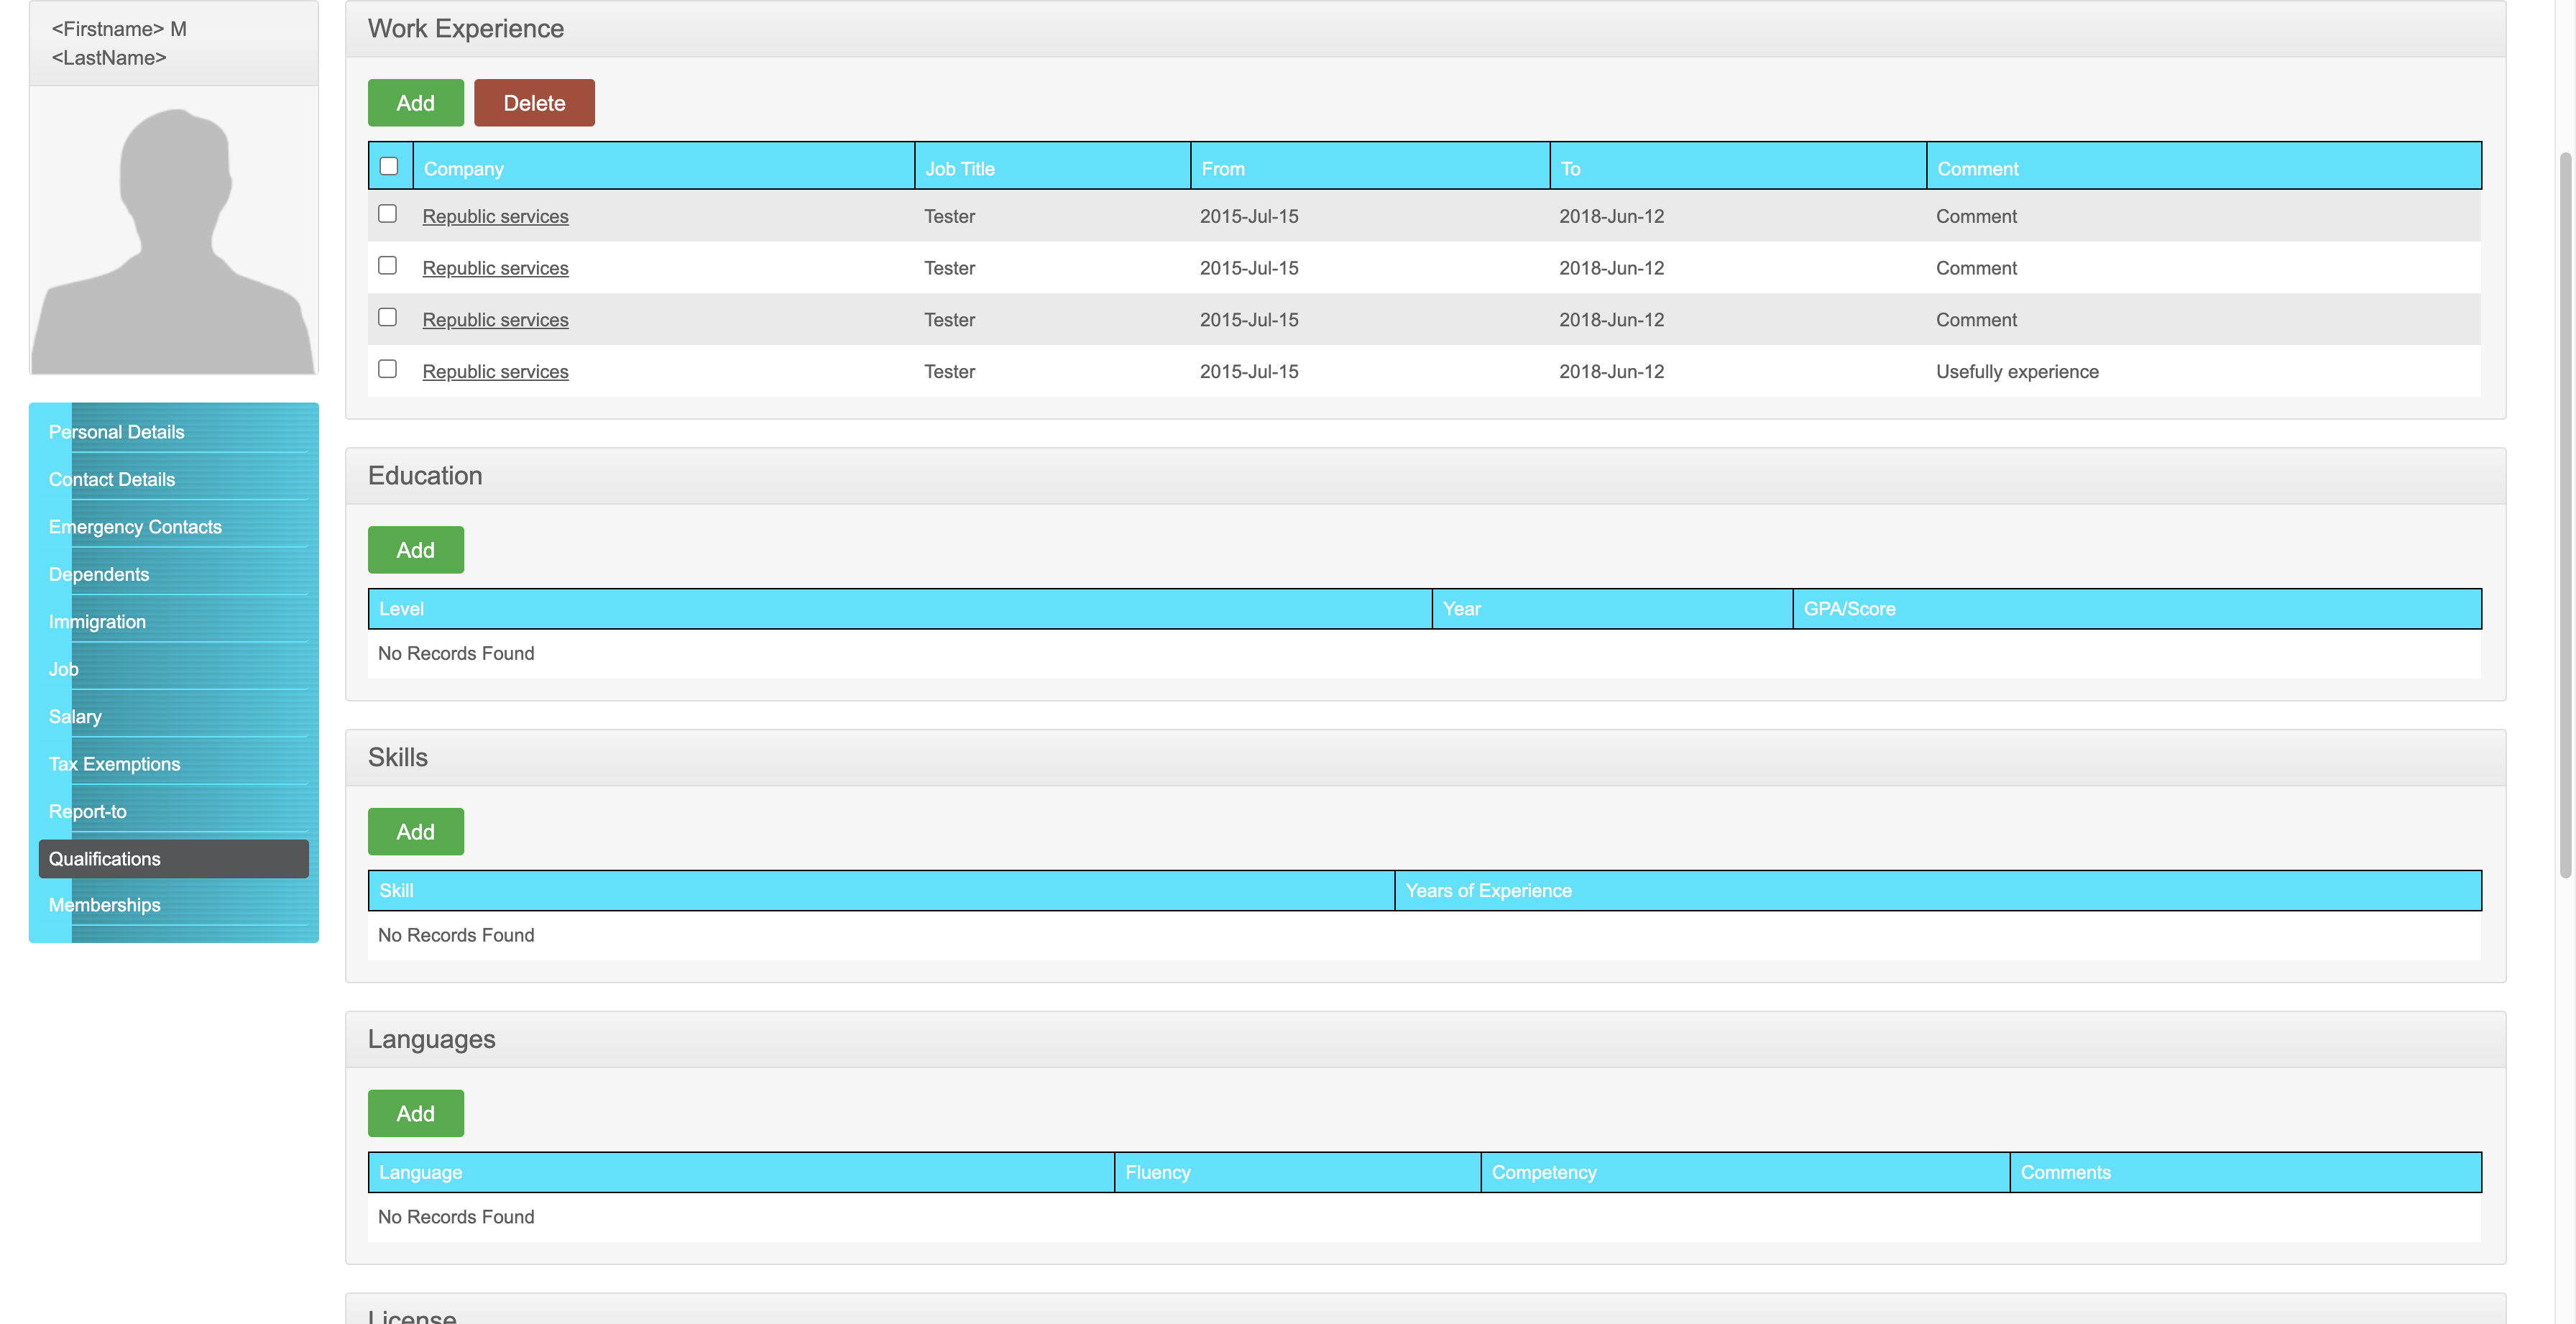 <Firstname> M
<LastName>
Personal Details
Contact Details
Emergency Contacts
Dependents
Immigration
Job
Salary
Tax Exemptions
Report-to
Qualifications
Memberships
Work Experience
Add Delete
Company Job Title From To Comment
Republic services Tester 2015-Jul-15 2018-Jun-12 Comment
Republic services Tester 2015-Jul-15 2018-Jun-12 Comment
Republic services Tester 2015-Jul-15 2018-Jun-12 Comment
Republic services Tester 2015-Jul-15 2018-Jun-12 Usefully experience
Education
Add
Level Year GPA/Score
No Records Found
Skills
Add
Skill Years of Experience
No Records Found
Languages
Add
Language Fluency Competency Comments
No Records Found
License